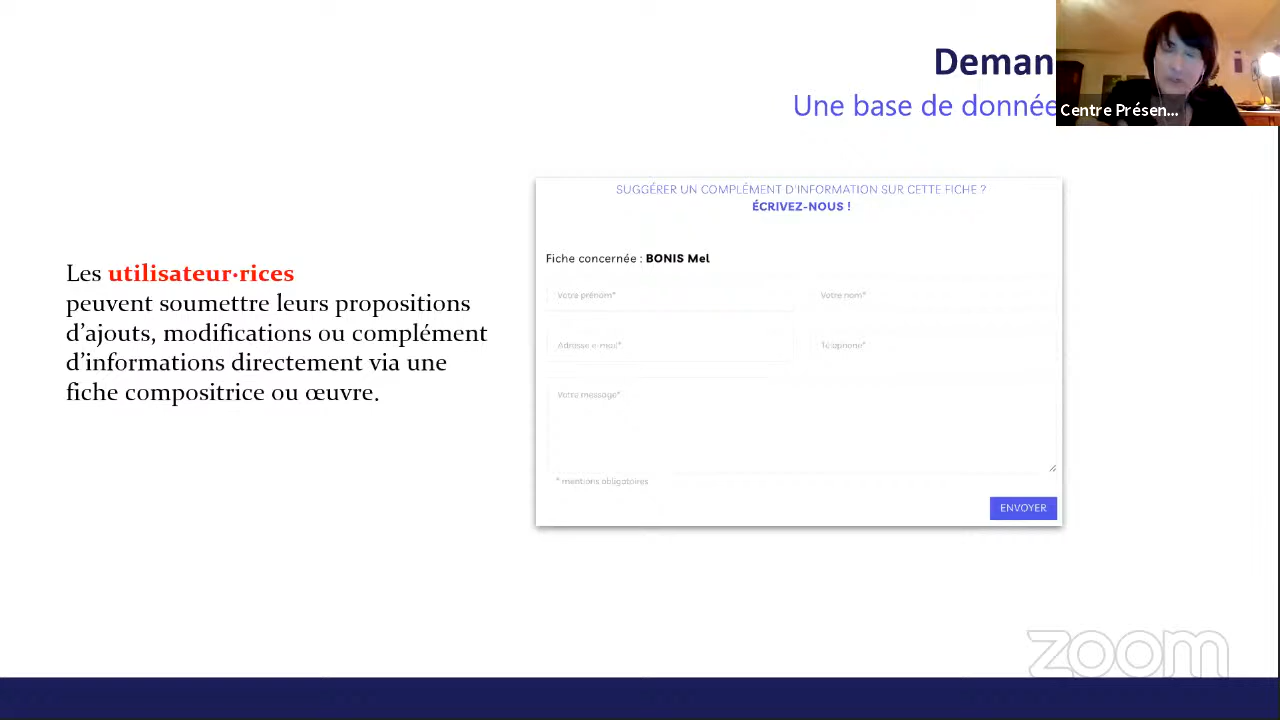 Deman
Une base de donnée
Centre Présen...
SUGGÉRER UN COMPLÉMENT D'INFORMATION SUR CETTE FICHE ?
ÉCRIVEZ-NOUS !
Fiche concernée : BONIS Mel
Votre prénom*
Votre nom*
Adresse e-mail*
Téléphone*
Votre message*
* mentions obligatoires
ENVOYER
Les utilisateur·rices
peuvent soumettre leurs propositions
d’ajouts, modifications ou complément
d’informations directement via une
fiche compositrice ou œuvre.
zoom